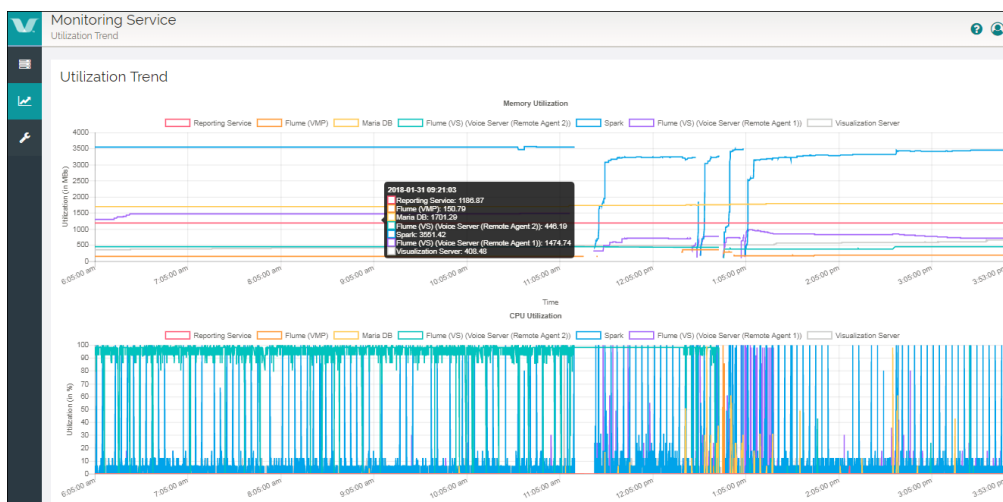 Monitoring Service
Utilization Trend
Utilization Trend
Memory Utilization
Reporting Service Flume (VMP) Maria DB Flume (VS) (Voice Server (Remote Agent 2)) Spark Flume (VS) (Voice Server (Remote Agent 1)) Visualization Server
Utilization (in MBs)
4000
3500
3000
2500
2000
1500
1000
500
0
2018-01-31 09:21:03
Reporting Service: 1186.87
Flume (VMP): 150.79
Maria DB: 1701.29
Flume (VS) (Voice Server (Remote Agent 2)): 446.19
Spark: 3551.42
Flume (VS) (Voice Server (Remote Agent 1)): 1474.74
Visualization Server: 408.48
6:05:00 am 7:05:00 am 8:05:00 am 9:05:00 am 10:05:00 am 11:05:00 am 12:05:00 pm 1:05:00 pm 2:05:00 pm 3:05:00 pm 3:53:00 pm
Time
CPU Utilization
Reporting Service Flume (VMP) Maria DB Flume (VS) (Voice Server (Remote Agent 2)) Spark Flume (VS) (Voice Server (Remote Agent 1)) Visualization Server
Utilization (in %)
100
90
80
70
60
50
40
30
20
10
0
6:05:00 am 7:05:00 am 8:05:00 am 9:05:00 am 10:05:00 am 11:05:00 am 12:05:00 pm 1:05:00 pm 2:05:00 pm 3:05:00 pm 3:53:00 pm